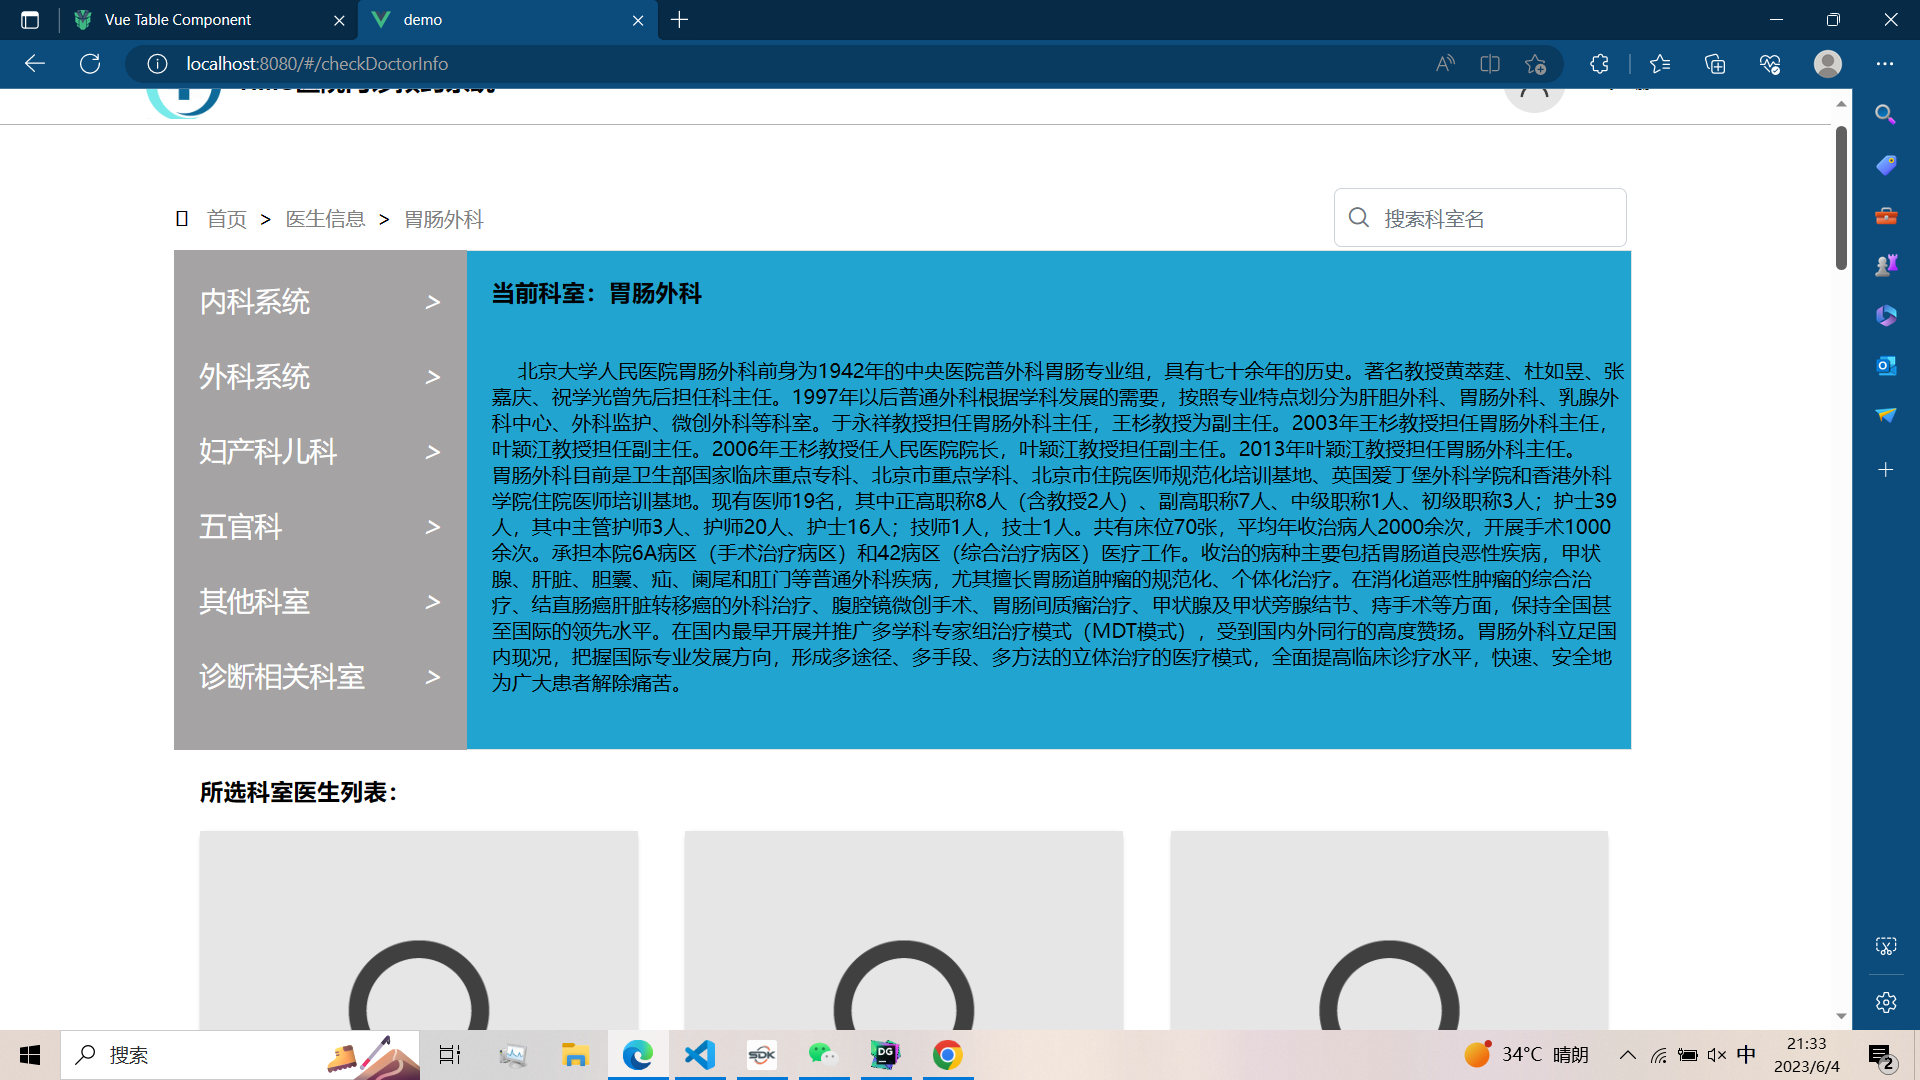 Vue Table Component
demo
localhost:8080/#/checkDoctorInfo
首页 > 医生信息 > 胃肠外科
搜索科室名
内科系统 >
外科系统 >
妇产科儿科 >
五官科 >
其他科室 >
诊断相关科室 >
当前科室：胃肠外科
北京大学人民医院胃肠外科前身为1942年的中央医院普外科胃肠专业组，具有七十余年的历史。著名教授黄萃莛、杜如昱、张
嘉庆、祝学光曾先后担任科主任。1997年以后普通外科根据学科发展的需要，按照专业特点划分为肝胆外科、胃肠外科、乳腺外
科中心、外科监护、微创外科等科室。于永祥教授担任胃肠外科主任，王杉教授为副主任。2003年王杉教授担任胃肠外科主任，
叶颖江教授担任副主任。2006年王杉教授任人民医院院长，叶颖江教授担任副主任。2013年叶颖江教授担任胃肠外科主任。
胃肠外科目前是卫生部国家临床重点专科、北京市重点学科、北京市住院医师规范化培训基地、英国爱丁堡外科学院和香港外科
学院住院医师培训基地。现有医师19名，其中正高职称8人（含教授2人）、副高职称7人、中级职称1人、初级职称3人；护士39
人，其中主管护师3人、护师20人、护士16人；技师1人，技士1人。共有床位70张，平均年收治病人2000余次，开展手术1000
余次。承担本院6A病区（手术治疗病区）和42病区（综合治疗病区）医疗工作。收治的病种主要包括胃肠道良恶性疾病，甲状
腺、肝脏、胆囊、疝、阑尾和肛门等普通外科疾病，尤其擅长胃肠道肿瘤的规范化、个体化治疗。在消化道恶性肿瘤的综合治
疗、结直肠癌肝脏转移癌的外科治疗、腹腔镜微创手术、胃肠间质瘤治疗、甲状腺及甲状旁腺结节、痔手术等方面，保持全国甚
至国际的领先水平。在国内最早开展并推广多学科专家组治疗模式（MDT模式），受到国内外同行的高度赞扬。胃肠外科立足国
内现况，把握国际专业发展方向，形成多途径、多手段、多方法的立体治疗的医疗模式，全面提高临床诊疗水平，快速、安全地
为广大患者解除痛苦。
所选科室医生列表：
搜索
SDK
DG
34°C 晴朗
中
21:33
2023/6/4
2